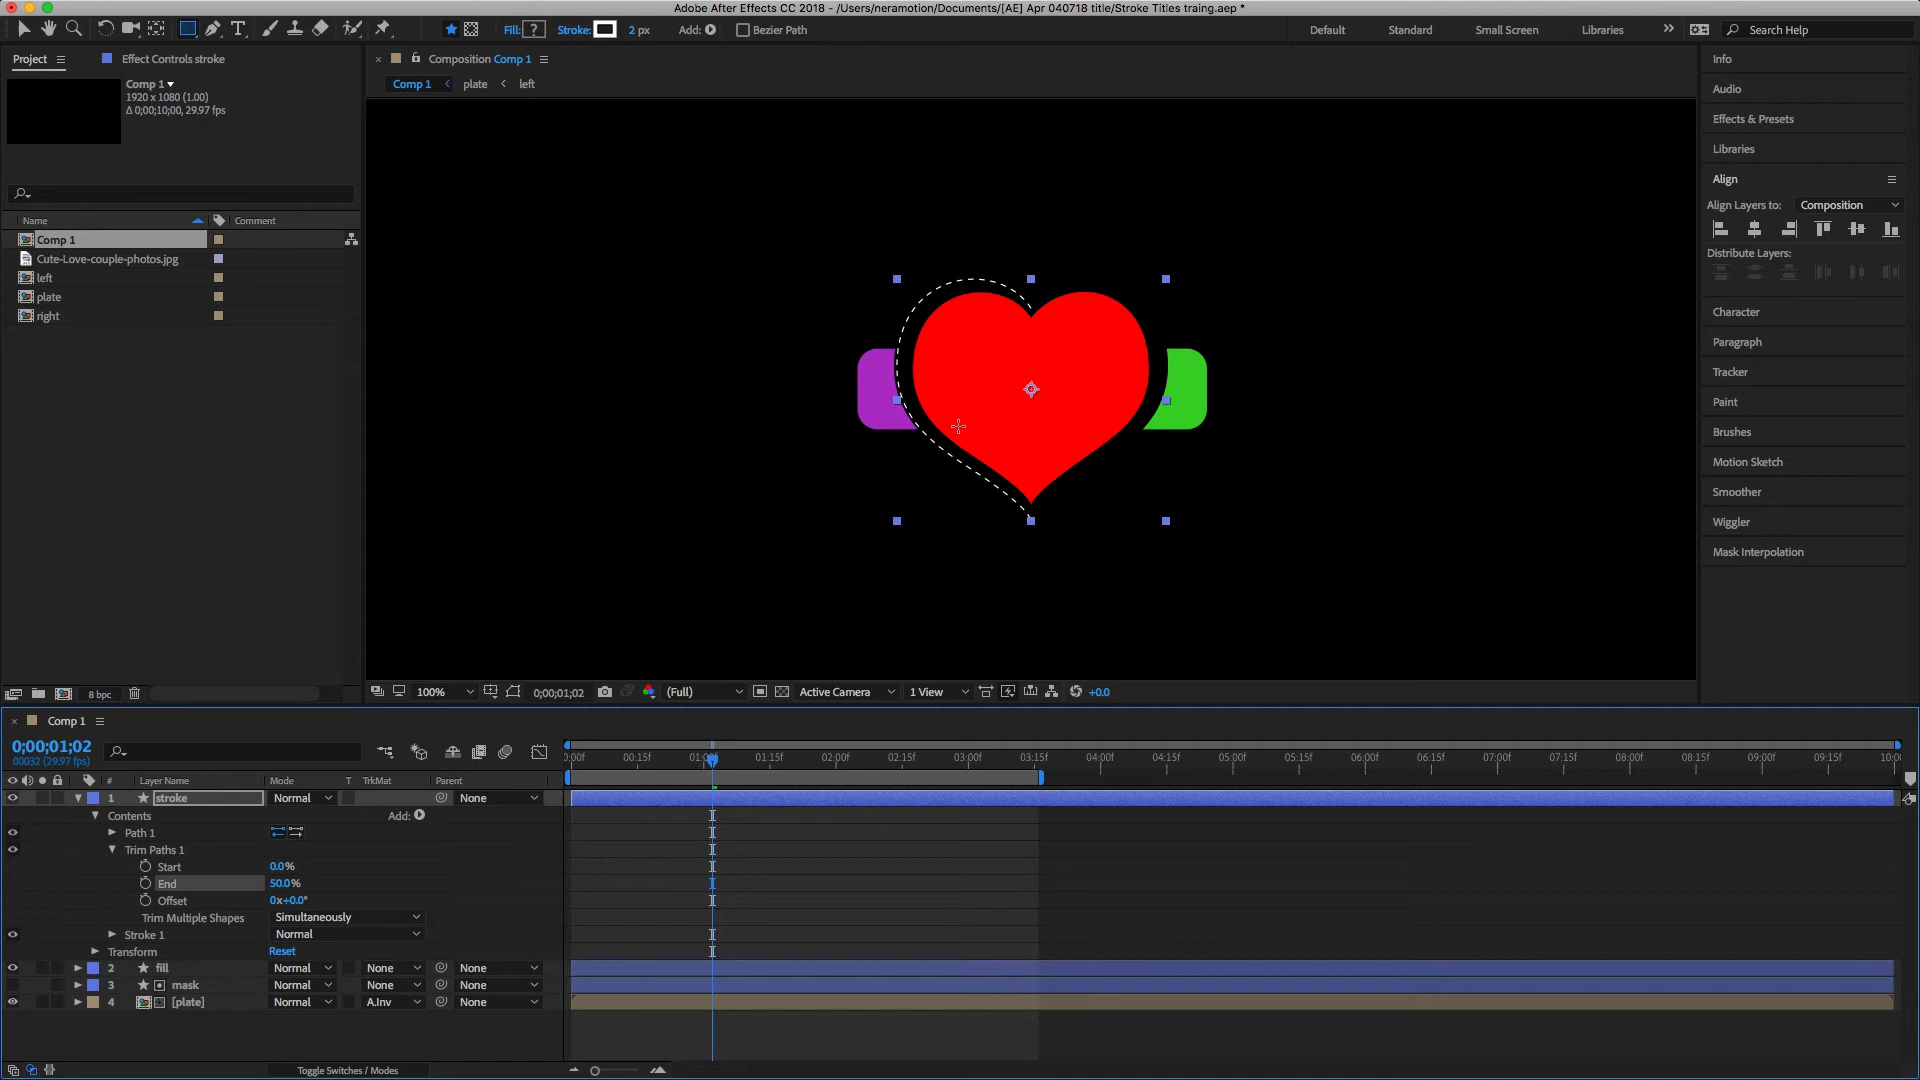 Adobe After Effects CC 2018 - /Users/neramotion/Documents/[AE] Apr 040718 title/Stroke Titles traing.aep *
Fill: ? Stroke: 2 px Add: Bezier Path Default Standard Small Screen Libraries Search Help
Project Effect Controls stroke
Comp 1
1920 x 1080 (1.00)
Δ 0;00;10;00, 29.97 fps
Name Comment
Comp 1
Cute-Love-couple-photos.jpg
left
plate
right
8 bpc
Composition Comp 1
Comp 1 plate left
100% 0;00;01;02 (Full) Active Camera 1 View +0.0
Info
Audio
Effects & Presets
Libraries
Align
Align Layers to: Composition
Distribute Layers:
Character
Paragraph
Tracker
Paint
Brushes
Motion Sketch
Smoother
Wiggler
Mask Interpolation
Comp 1
0;00;01;02
00032 (29.97 fps)
:00f 00:15f 01:00f 01:15f 02:00f 02:15f 03:00f 03:15f 04:00f 04:15f 05:00f 05:15f 06:00f 06:15f 07:00f 07:15f 08:00f 08:15f 09:00f 09:15f 10:00
# Layer Name Mode T TrkMat Parent
1 stroke Normal None
Contents Add:
Path 1
Trim Paths 1
Start 0.0%
End 50.0%
Offset 0x+0.0°
Trim Multiple Shapes Simultaneously
Stroke 1 Normal
Transform Reset
2 fill Normal None None
3 mask Normal None None
4 [plate] Normal A.Inv None
Toggle Switches / Modes